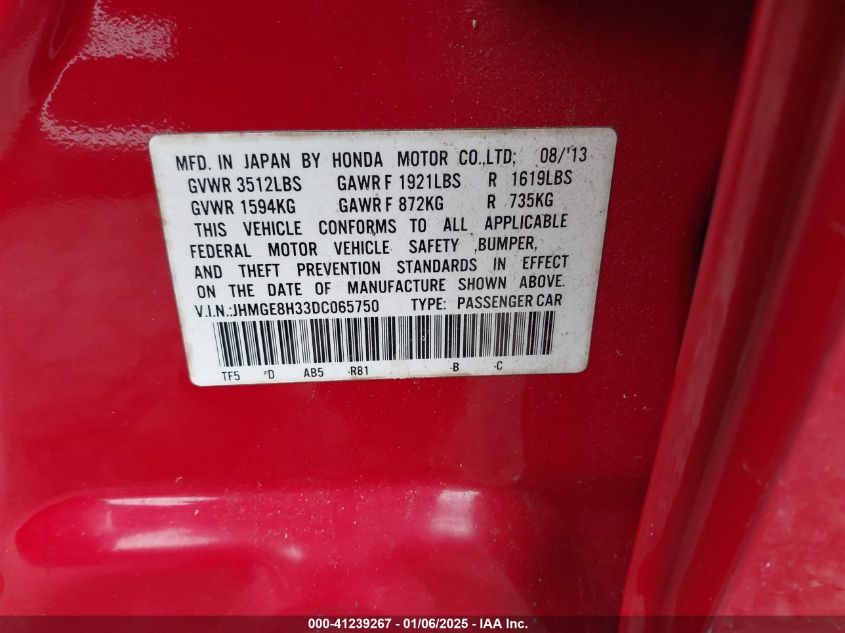 MFD. IN JAPAN BY HONDA MOTOR CO.,LTD; 08/'13
GVWR 3512LBS GAWR F 1921LBS R 1619LBS
GVWR 1594KG GAWR F 872KG R 735KG
THIS VEHICLE CONFORMS TO ALL APPLICABLE
FEDERAL MOTOR VEHICLE SAFETY ,BUMPER,
AND THEFT PREVENTION STANDARDS IN EFFECT
ON THE DATE OF MANUFACTURE SHOWN ABOVE.
V.I.N.:JHMGE8H33DC065750 TYPE: PASSENGER CAR
TF5 *D AB5 -R81 -B -C
000-41239267 - 01/06/2025 - IAA Inc.